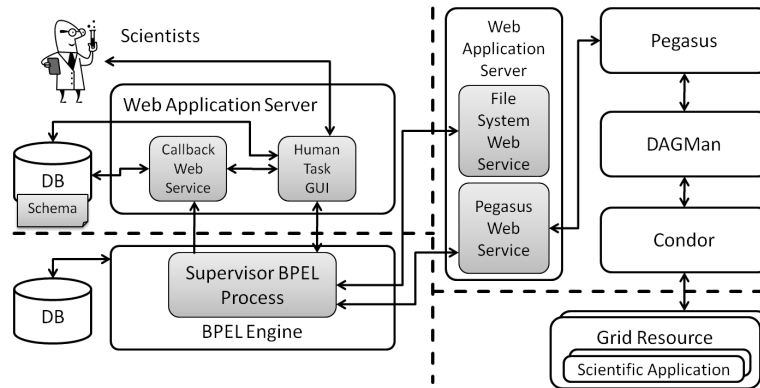 Scientists
Web Application Server
DB
Schema
Callback
Web
Service
Human
Task
GUI
DB
Supervisor BPEL
Process
BPEL Engine
Web
Application
Server
File
System
Web
Service
Pegasus
Web
Service
Pegasus
DAGMan
Condor
Grid Resource
Scientific Application